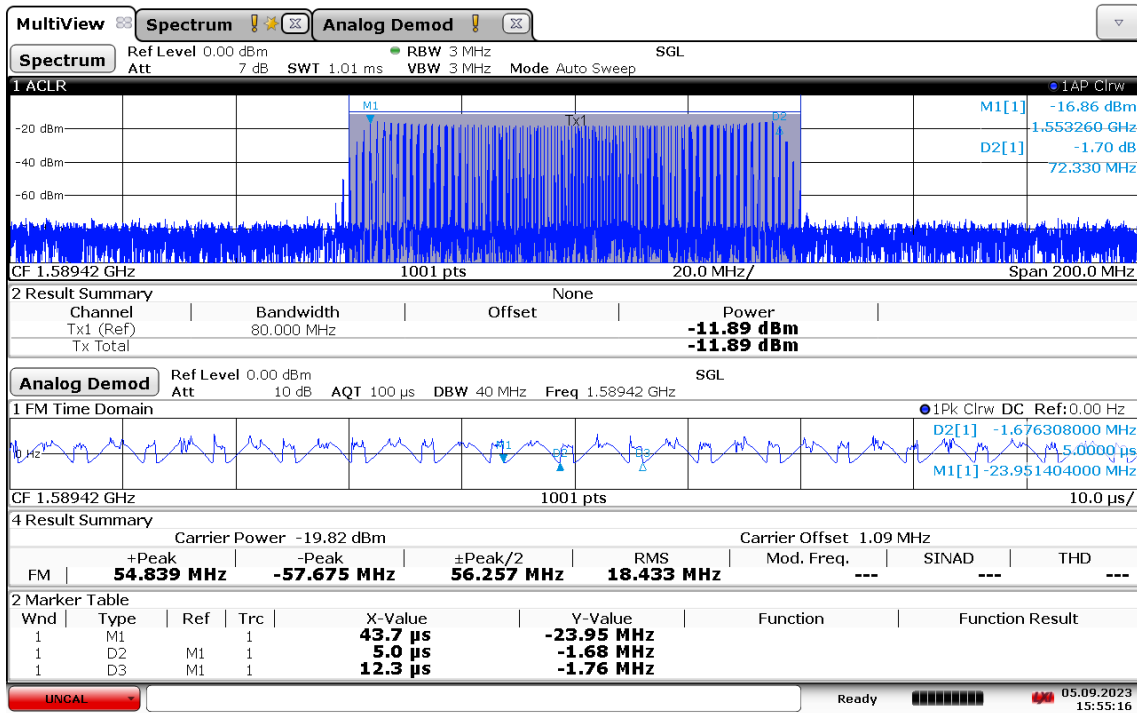 MultiView Spectrum ! Analog Demod !
Spectrum Ref Level 0.00 dBm RBW 3 MHz SGL
Att 7 dB SWT 1.01 ms VBW 3 MHz Mode Auto Sweep
1 ACLR 1AP Clrw
M1 Tx1 D2 M1[1] -16.86 dBm
-20 dBm 1.553260 GHz
D2[1] -1.70 dB
-40 dBm 72.330 MHz
-60 dBm
CF 1.58942 GHz 1001 pts 20.0 MHz/ Span 200.0 MHz
2 Result Summary None
Channel Bandwidth Offset Power
Tx1 (Ref) 80.000 MHz -11.89 dBm
Tx Total -11.89 dBm
Analog Demod Ref Level 0.00 dBm SGL
Att 10 dB AQT 100 µs DBW 40 MHz Freq 1.58942 GHz
1 FM Time Domain 1Pk Clrw DC Ref:0.00 Hz
D2[1] -1.676308000 MHz
0 Hz M1 D2 D3 5.0000 µs
M1[1] -23.951404000 MHz
CF 1.58942 GHz 1001 pts 10.0 µs/
4 Result Summary
Carrier Power -19.82 dBm Carrier Offset 1.09 MHz
+Peak -Peak ±Peak/2 RMS Mod. Freq. SINAD THD
FM 54.839 MHz -57.675 MHz 56.257 MHz 18.433 MHz --- --- ---
2 Marker Table
Wnd Type Ref Trc X-Value Y-Value Function Function Result
1 M1 1 43.7 µs -23.95 MHz
1 D2 M1 1 5.0 µs -1.68 MHz
1 D3 M1 1 12.3 µs -1.76 MHz
UNCAL Ready 05.09.2023
15:55:16